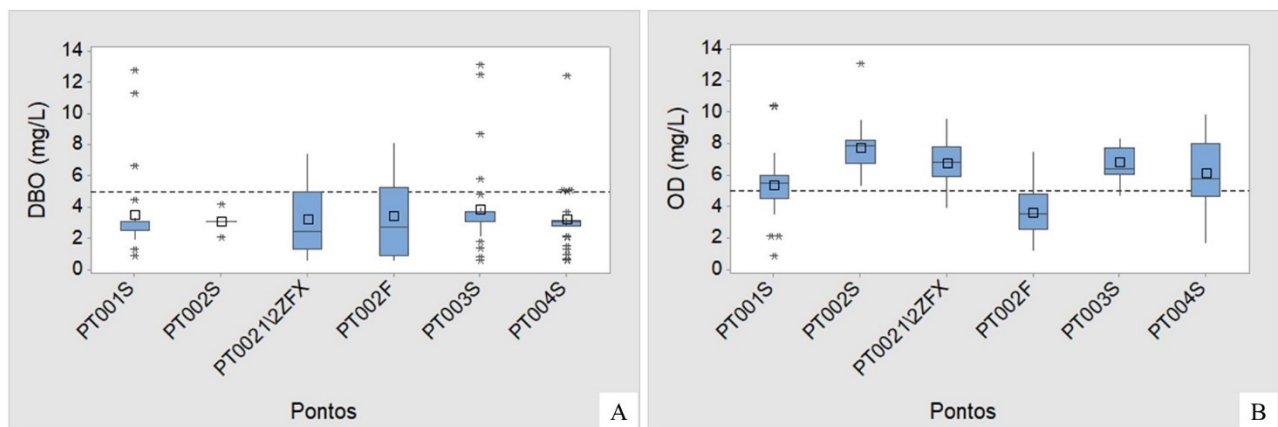 14
12
10
8
6
4
2
0
DBO (mg/L)
PT001S
PT002S
PT0021\2ZFX
PT002F
PT003S
PT004S
Pontos
A
14
12
10
8
6
4
2
0
OD (mg/L)
PT001S
PT002S
PT0021\2ZFX
PT002F
PT003S
PT004S
Pontos
B